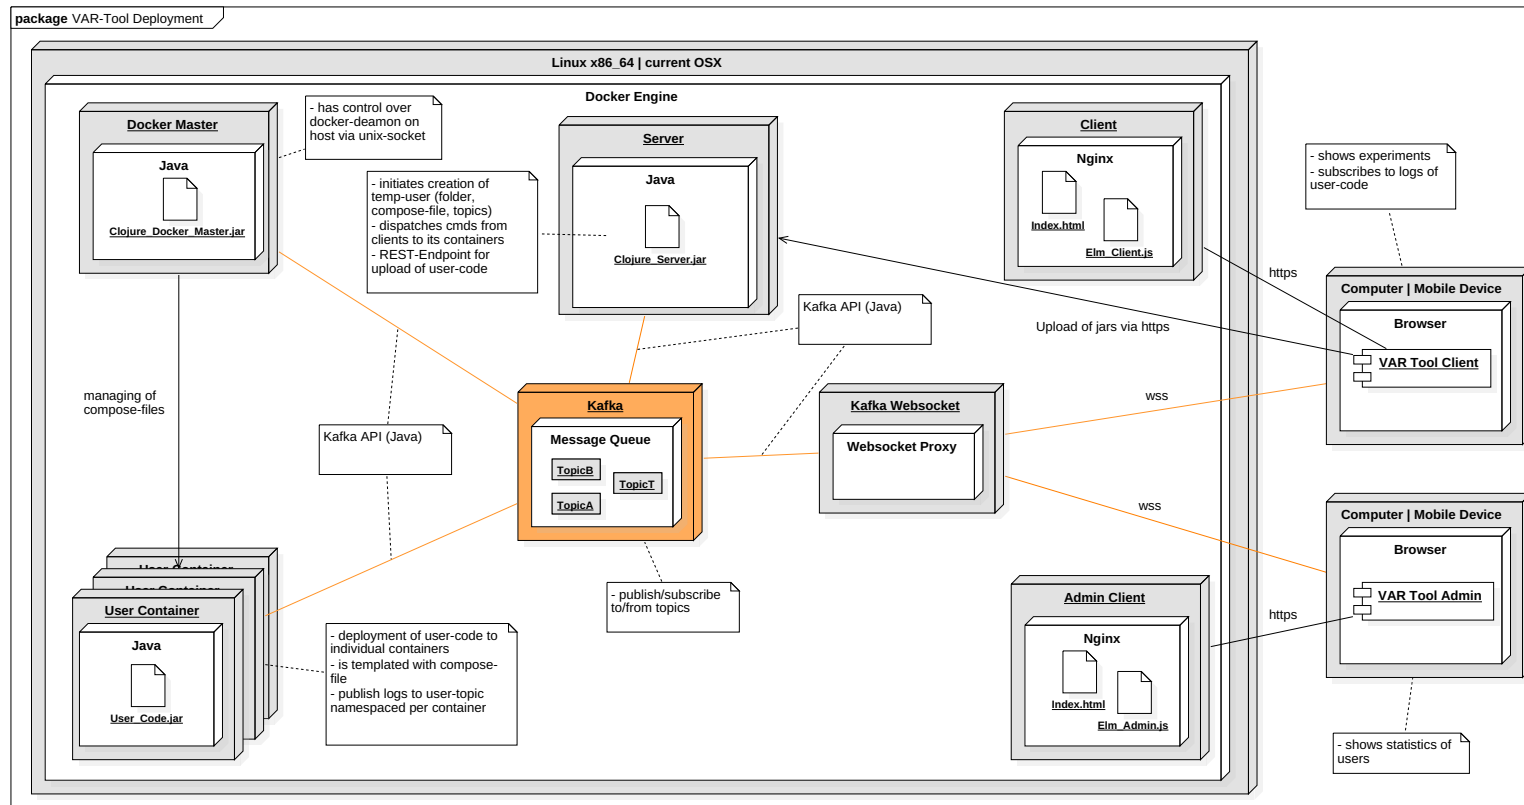 package VAR-Tool Deployment
Linux x86_64 | current OSX
Docker Engine
Docker Master
Java
Clojure_Docker_Master.jar
- has control over
docker-deamon on
host via unix-socket
- initiates creation of
temp-user (folder,
compose-file, topics)
- dispatches cmds from
clients to its containers
- REST-Endpoint for
upload of user-code
Server
Java
Clojure_Server.jar
Client
Nginx
Index.html
Elm_Client.js
- shows experiments
- subscribes to logs of
user-code
https
Computer | Mobile Device
Browser
VAR Tool Client
Kafka API (Java)
Upload of jars via https
managing of
compose-files
Kafka API (Java)
Kafka
Message Queue
TopicB
TopicT
TopicA
Kafka Websocket
Websocket Proxy
wss
wss
Computer | Mobile Device
Browser
VAR Tool Admin
- publish/subscribe
to/from topics
User Container
User Container
User Container
Java
User_Code.jar
- deployment of user-code to
individual containers
- is templated with compose-
file
- publish logs to user-topic
namespaced per container
Admin Client
Nginx
Index.html
Elm_Admin.js
https
- shows statistics of
users